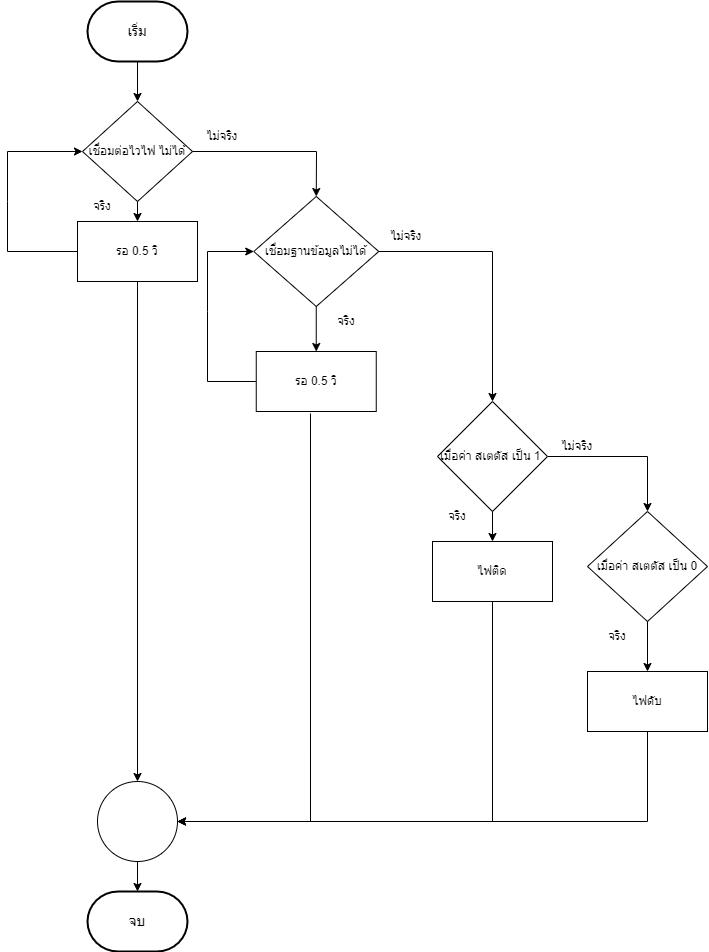 เริ่ม
ไม่จริง
เชื่อมต่อไวไฟ ไม่ได้
จริง
ไม่จริง
รอ 0.5 วิ
เชื่อมฐานข้อมูลไม่ได้
จริง
รอ 0.5 วิ
ไม่จริง
เมื่อค่า สเตตัส เป็น 1
จริง
ไฟติด
เมื่อค่า สเตตัส เป็น 0
จริง
ไฟดับ
จบ